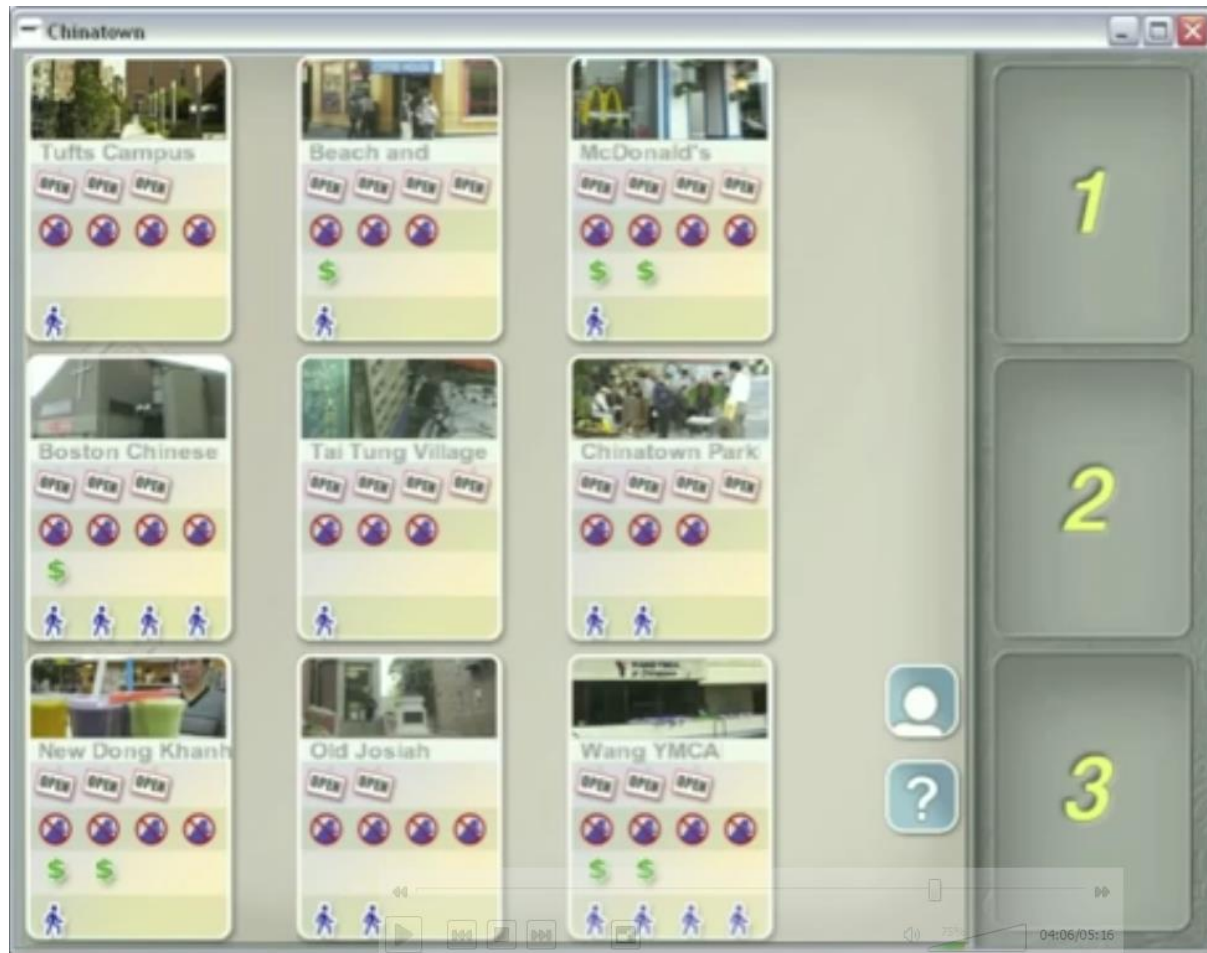 Chinatown
Tufts Campus
OPEN OPEN OPEN
Beach and
OPEN OPEN OPEN OPEN
$
McDonald's
OPEN OPEN OPEN OPEN
$ $
1
Boston Chinese
OPEN OPEN OPEN
$
Tai Tung Village
OPEN OPEN OPEN OPEN
Chinatown Park
OPEN OPEN OPEN OPEN
2
New Dong Khanh
OPEN OPEN OPEN
$ $
Old Josiah
OPEN OPEN
Wang YMCA
OPEN OPEN OPEN
$ $
?
3
75%
04:06/05:16